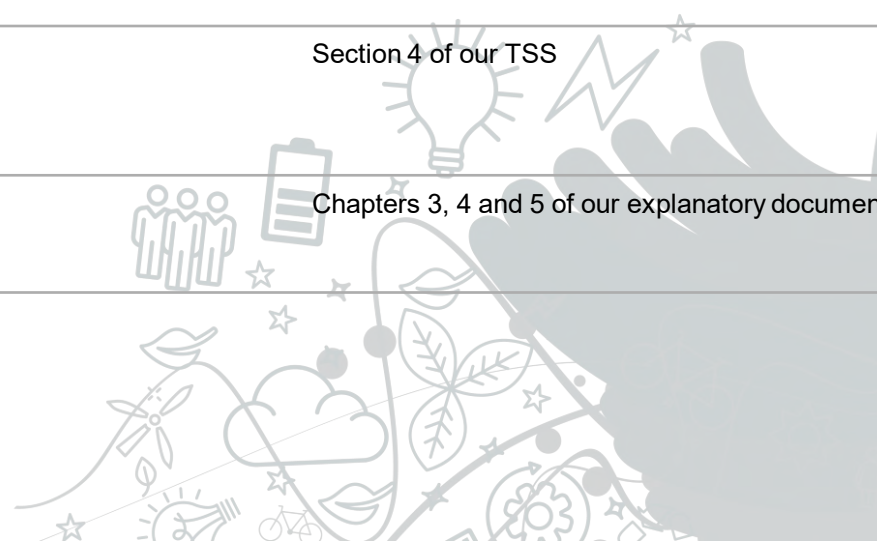 Section 4 of our TSS
Chapters 3, 4 and 5 of our explanatory documen